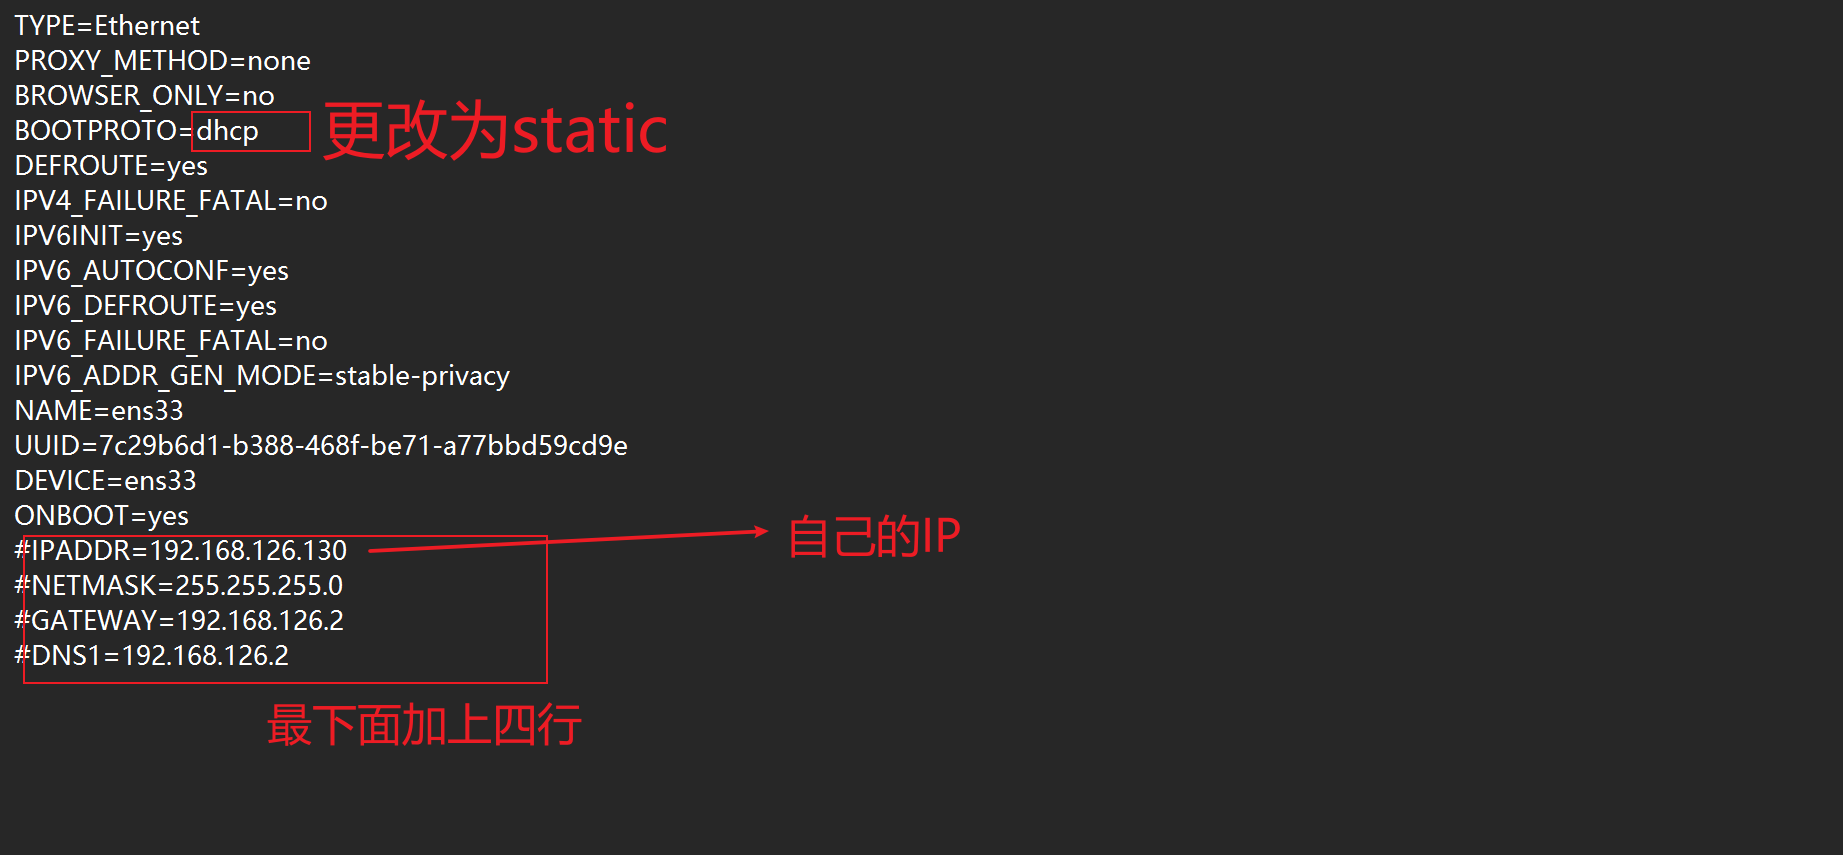 TYPE=Ethernet
PROXY_METHOD=none
BROWSER_ONLY=no
BOOTPROTO=dhcp 更改为static
DEFROUTE=yes
IPV4_FAILURE_FATAL=no
IPV6INIT=yes
IPV6_AUTOCONF=yes
IPV6_DEFROUTE=yes
IPV6_FAILURE_FATAL=no
IPV6_ADDR_GEN_MODE=stable-privacy
NAME=ens33
UUID=7c29b6d1-b388-468f-be71-a77bbd59cd9e
DEVICE=ens33
ONBOOT=yes
#IPADDR=192.168.126.130 自己的IP
#NETMASK=255.255.255.0
#GATEWAY=192.168.126.2
#DNS1=192.168.126.2
最下面加上四行